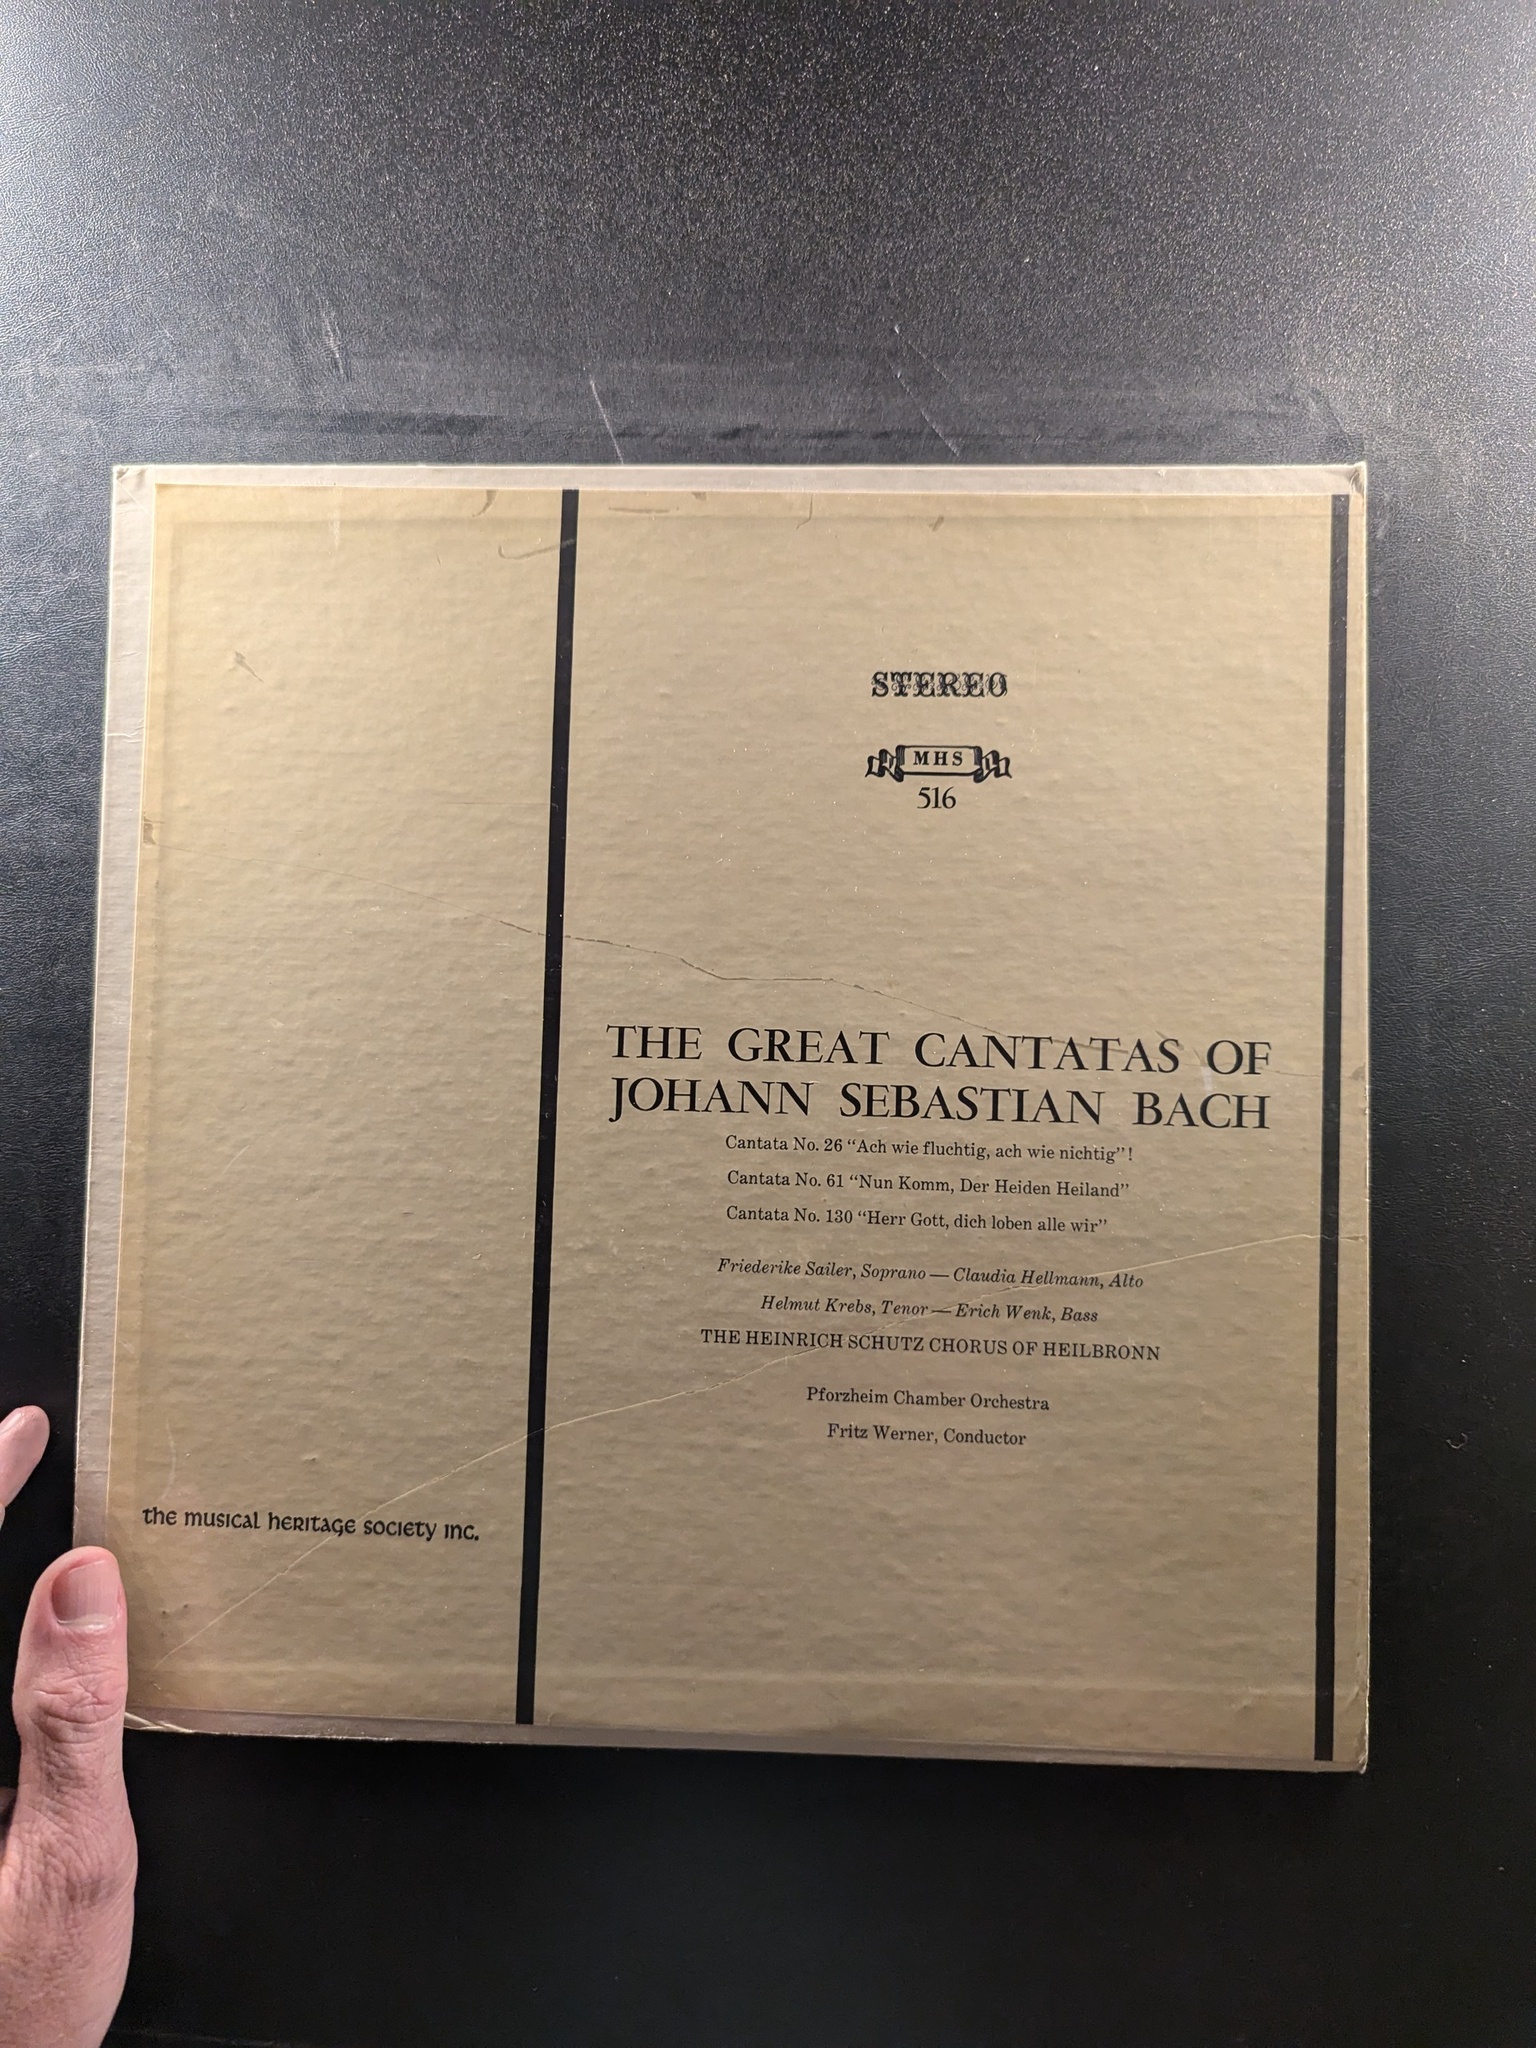 STEREO
MHS
516
THE GREAT CANTATAS OF
JOHANN SEBASTIAN BACH
Cantata No. 26 “Ach wie fluchtig, ach wie nichtig”!
Cantata No. 61 “Nun Komm, Der Heiden Heiland”
Cantata No. 130 “Herr Gott, dich loben alle wir”
Friederike Sailer, Soprano — Claudia Hellmann, Alto
Helmut Krebs, Tenor — Erich Wenk, Bass
THE HEINRICH SCHUTZ CHORUS OF HEILBRONN
Pforzheim Chamber Orchestra
Fritz Werner, Conductor
the musical heritage society inc.